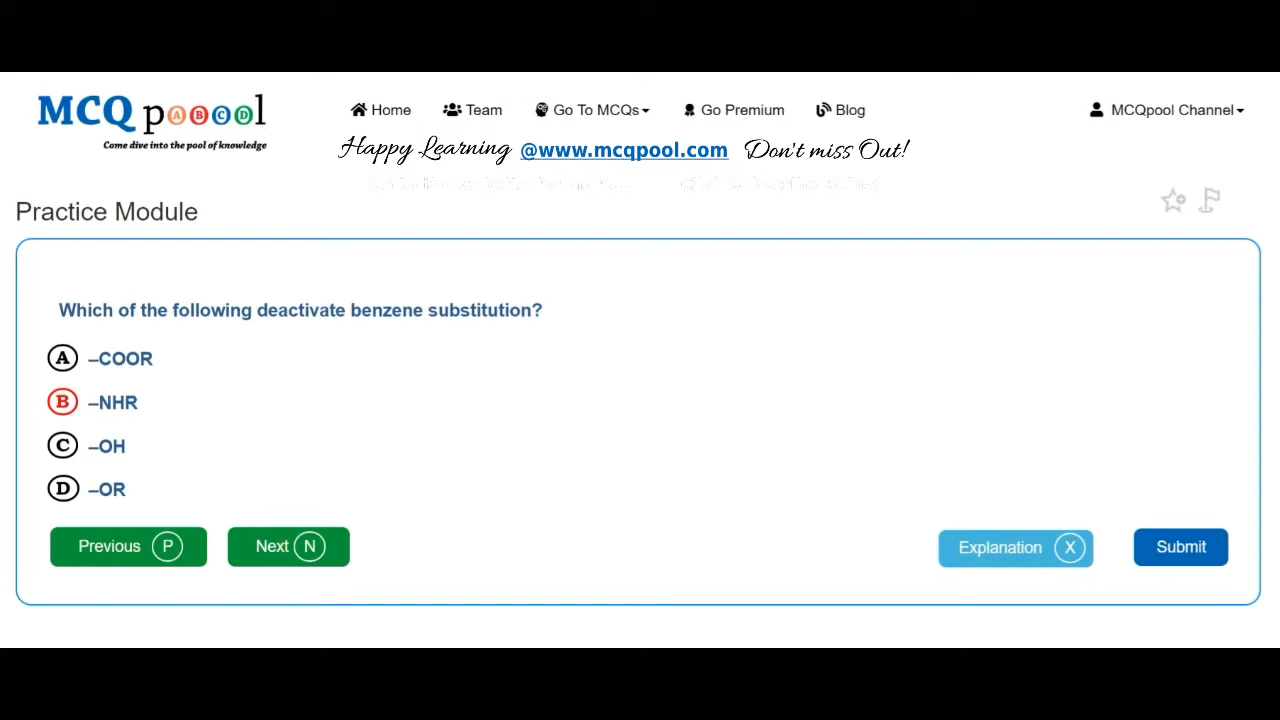 MCQ pooool
Come dive into the pool of knowledge
Home Team Go To MCQs Go Premium Blog MCQpool Channel
Happy Learning @www.mcqpool.com Don't miss Out!
Practice Module
Which of the following deactivate benzene substitution?
A –COOR
B –NHR
C –OH
D –OR
Previous P Next N Explanation X Submit